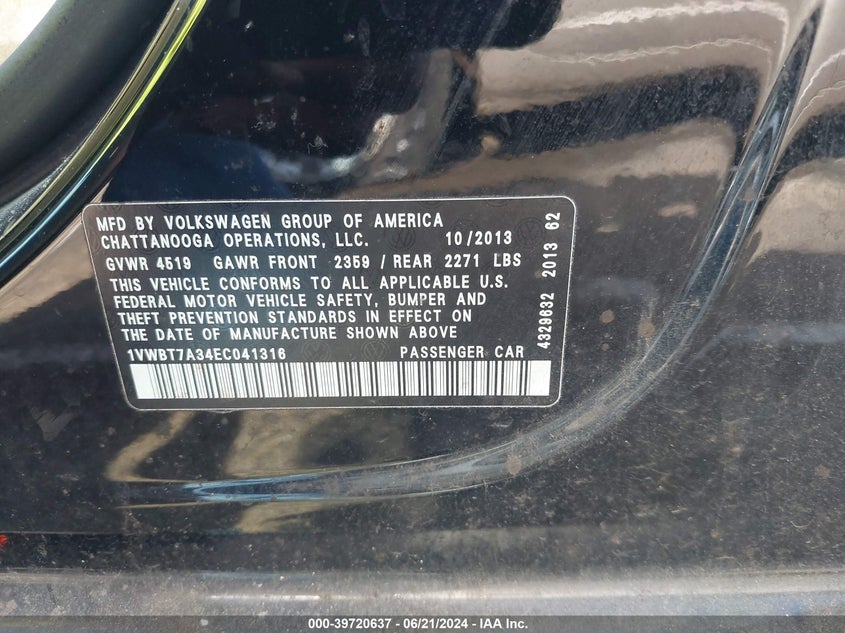 MFD BY VOLKSWAGEN GROUP OF AMERICA
CHATTANOOGA OPERATIONS, LLC. 10/2013
GVWR 4519 GAWR FRONT 2359 / REAR 2271 LBS
THIS VEHICLE CONFORMS TO ALL APPLICABLE U.S.
FEDERAL MOTOR VEHICLE SAFETY, BUMPER AND
THEFT PREVENTION STANDARDS IN EFFECT ON
THE DATE OF MANUFACTURE SHOWN ABOVE
1VWBT7A34EC041316 PASSENGER CAR
4329632 2013 62
000-39720637 - 06/21/2024 - IAA Inc.